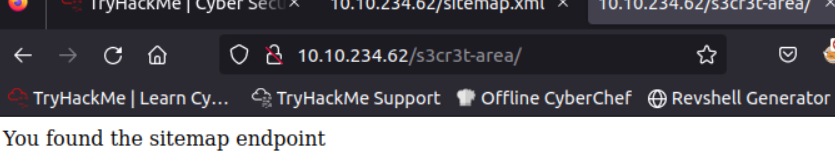 TryHackMe | Cyber Secu
10.10.234.62/sitemap.xml
10.10.234.62/s3cr3t-area/
10.10.234.62/s3cr3t-area/
TryHackMe | Learn Cy... TryHackMe Support Offline CyberChef Revshell Generator
You found the sitemap endpoint